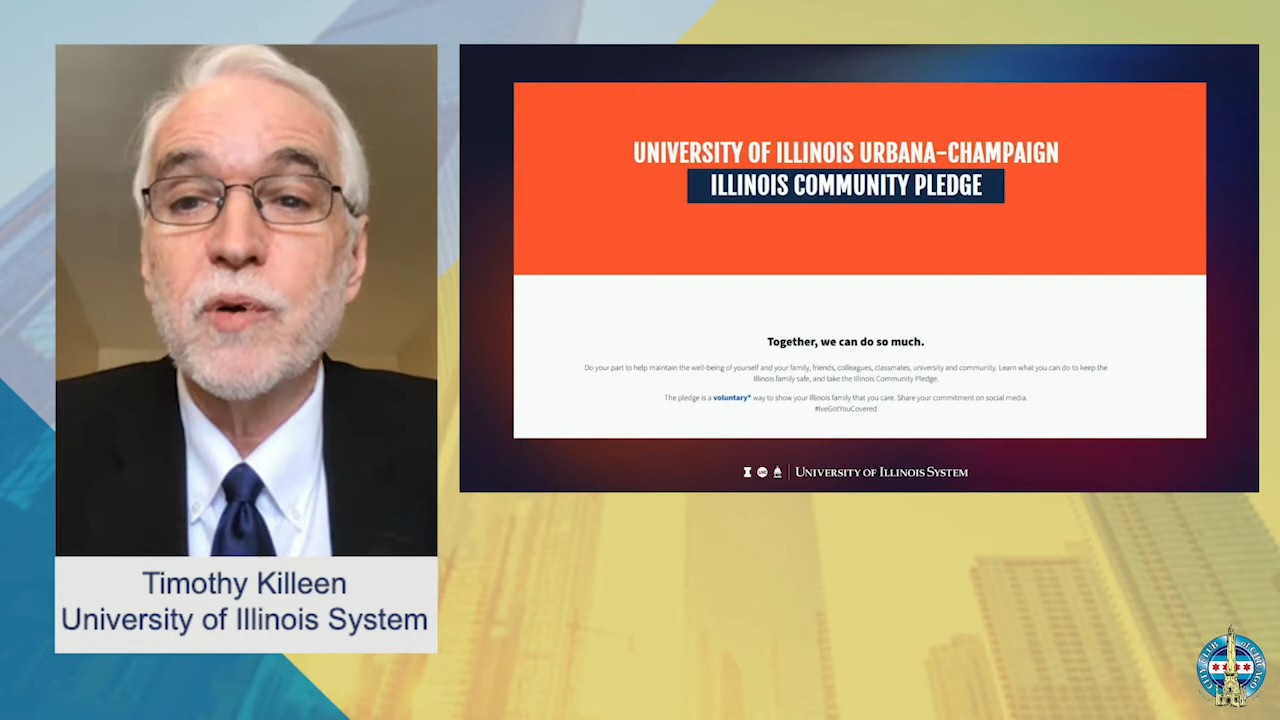 UNIVERSITY OF ILLINOIS URBANA-CHAMPAIGN
ILLINOIS COMMUNITY PLEDGE
Together, we can do so much.
Do your part to help maintain the well-being of yourself and your family, friends, colleagues, classmates, university and community. Learn what you can do to keep the
Illinois family safe, and take the Illinois Community Pledge.
The pledge is a voluntary* way to show your Illinois family that you care. Share your commitment on social media.
#IveGotYouCovered
UNIVERSITY OF ILLINOIS SYSTEM
Timothy Killeen
University of Illinois System
CITY CLUB of CHICAGO